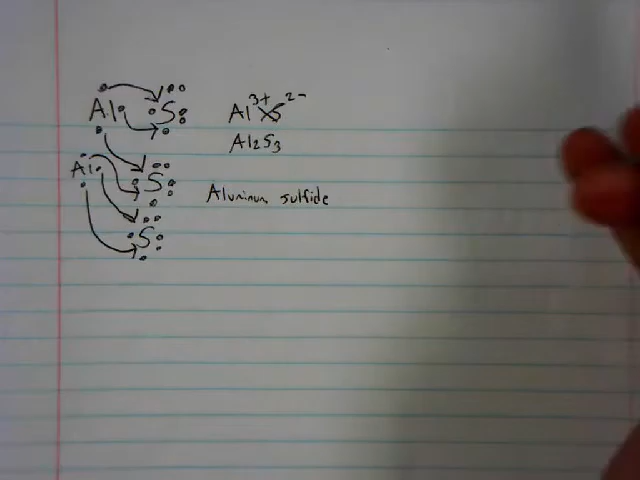 Al S Al³⁺ S²⁻
Al₂S₃
Al S
Aluminum sulfide
S